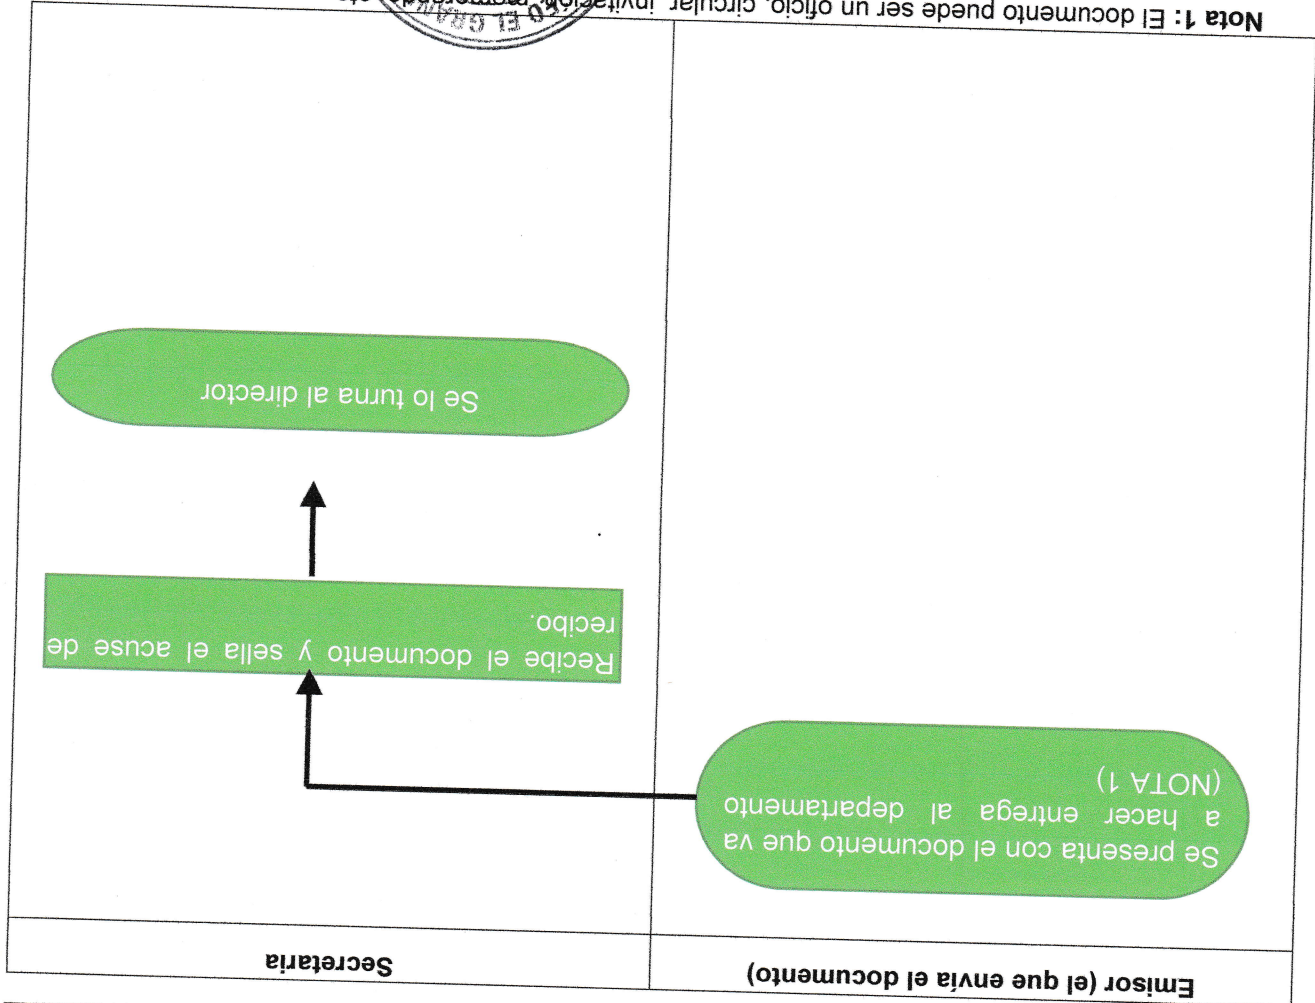 Emisor (el que envía el documento)
Secretaria
Se presenta con el documento que va
a hacer entrega al departamento
(NOTA 1)
Recibe el documento y sella el acuse de
recibo.
Se lo turna al director
Nota 1: El documento puede ser un oficio, circular, invitación,
EL GRAN